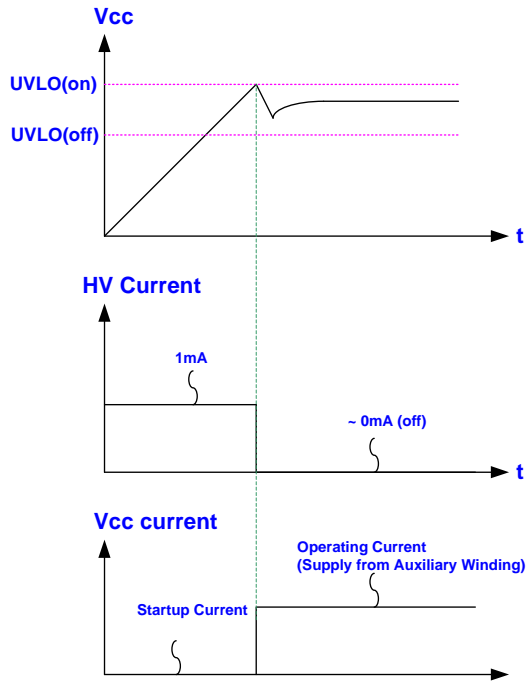 Vcc
UVLO(on)
UVLO(off)
t
HV Current
1mA
~ 0mA (off)
t
Vcc current
Operating Current
(Supply from Auxiliary Winding)
Startup Current